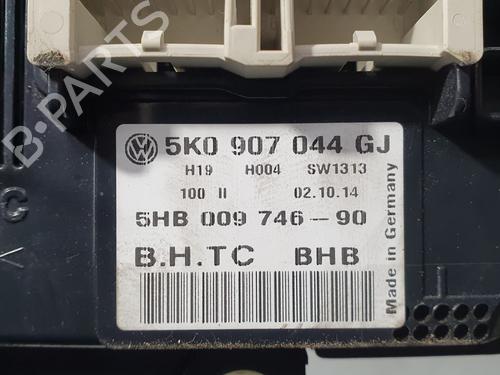 B-PARTS
5K0 907 044 GJ
H19 H004 SW1313
100 II 02.10.14
5HB 009 746-90
B.H.TC BHB
Made in Germany